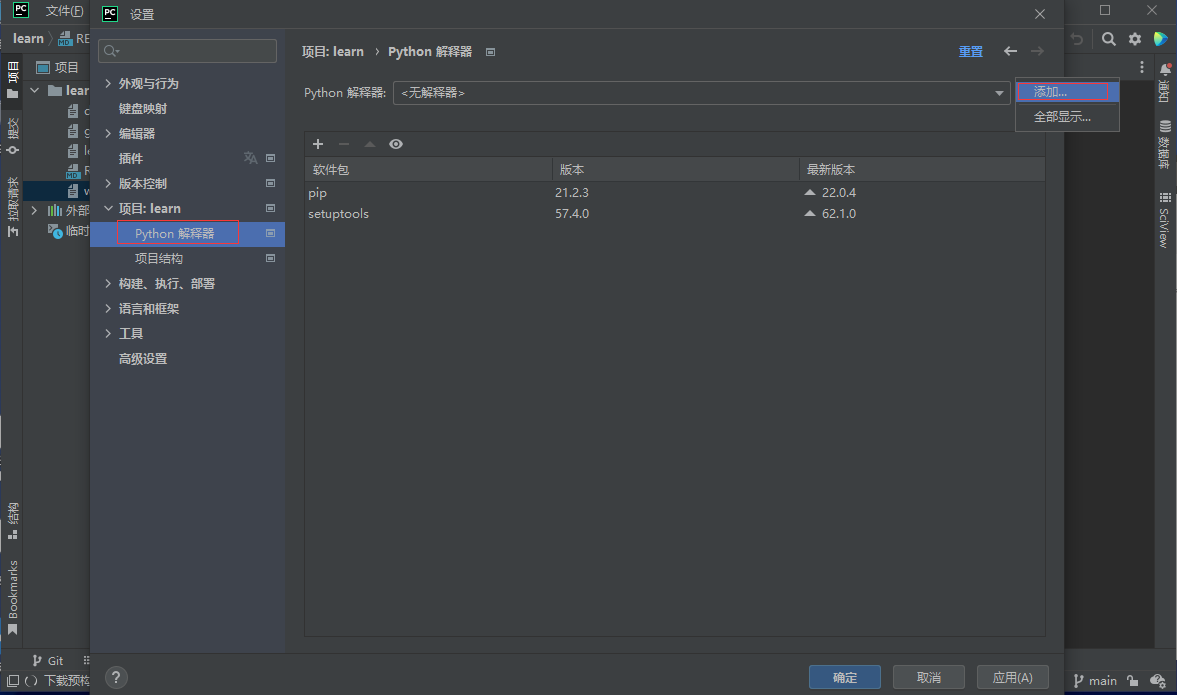 PC 文件(F) PC 设置
learn RE
项目: learn › Python 解释器 重置
项目 项目
Python 解释器: <无解释器>
添加...
全部显示...
外观与行为
键盘映射
编辑器
插件
版本控制
项目: learn
Python 解释器
项目结构
构建、执行、部署
语言和框架
工具
高级设置
软件包 版本 最新版本
pip 21.2.3 22.0.4
setuptools 57.4.0 62.1.0
lear
c
g
le
MD R
w
外部
临时
提交
拉取请求
结构
Bookmarks
通知
数据库
SciView
Git
下载预构
? 确定 取消 应用(A)
main